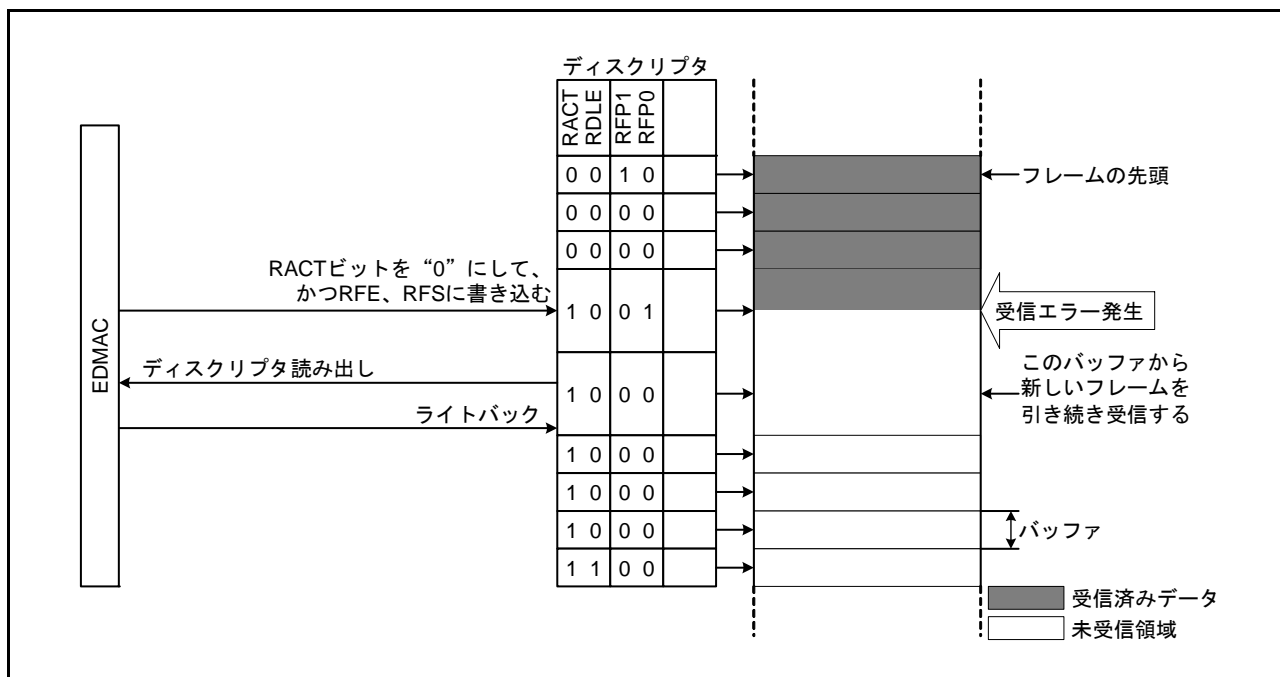 ディスクリプタ
RACT
RDLE
RFP1
RFP0
0 0 1 0
フレームの先頭
0 0 0 0
0 0 0 0
RACTビットを“0”にして、
かつRFE、RFSに書き込む
1 0 0 1
受信エラー発生
EDMAC
ディスクリプタ読み出し
ライトバック
1 0 0 0
このバッファから
新しいフレームを
引き続き受信する
1 0 0 0
1 0 0 0
1 0 0 0
バッファ
1 1 0 0
受信済みデータ
未受信領域